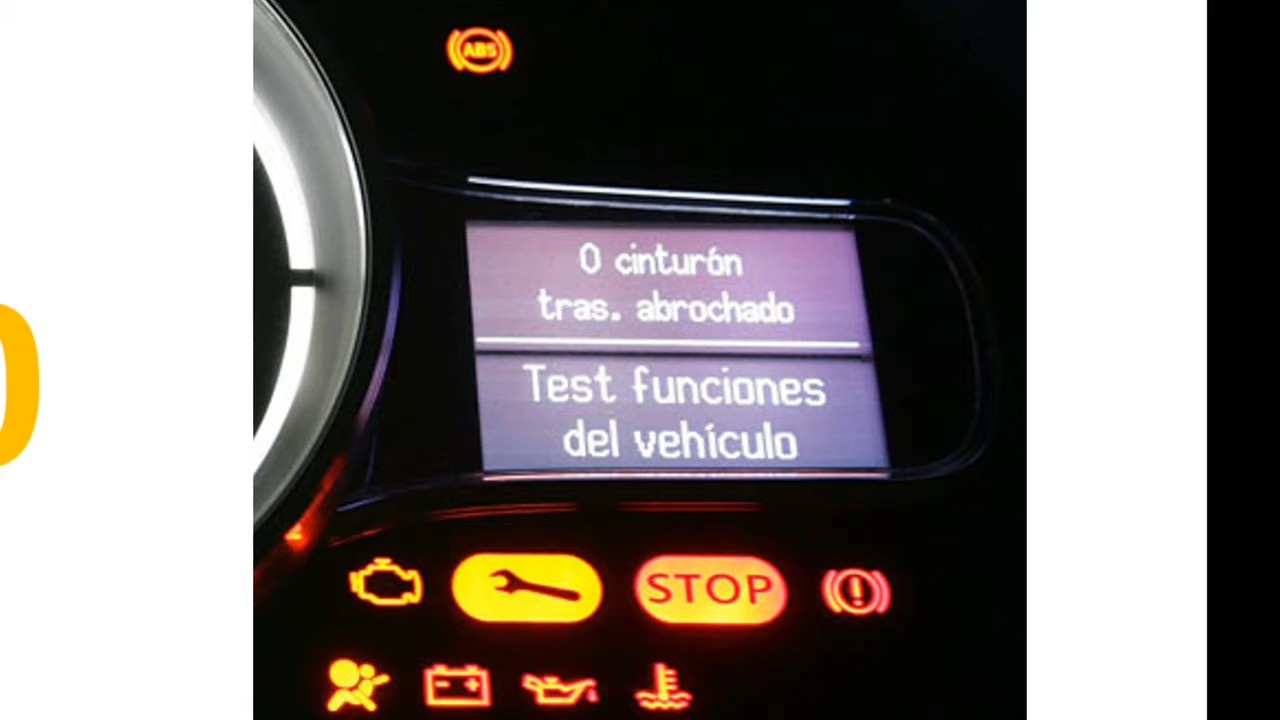 ABS
0 cinturón
tras. abrochado
Test funciones
del vehículo
STOP